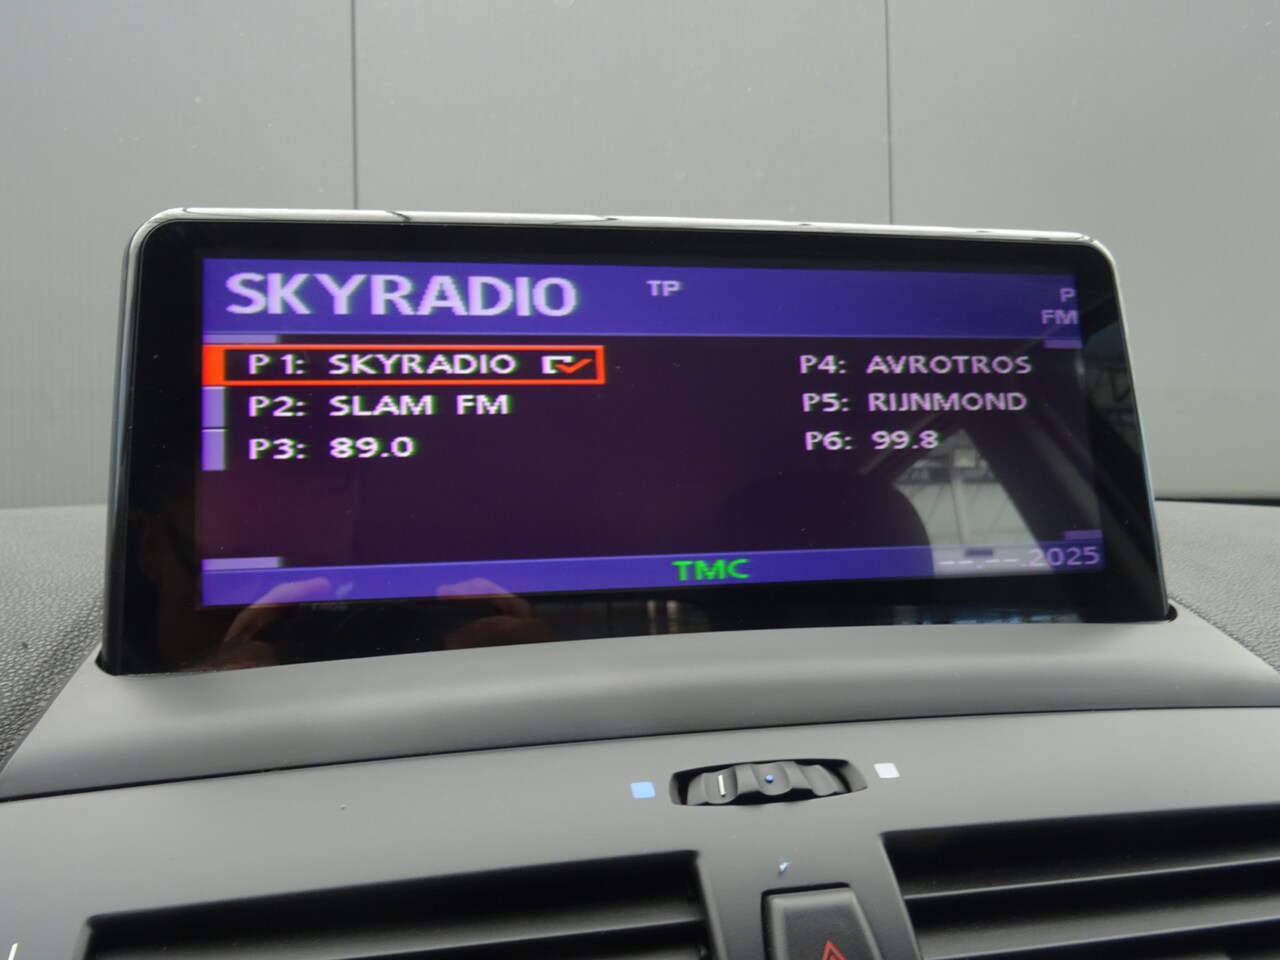 SKYRADIO TP P
FM
P1: SKYRADIO
P2: SLAM FM
P3: 89.0
P4: AVROTROS
P5: RIJNMOND
P6: 99.8
TMC --.--.2025